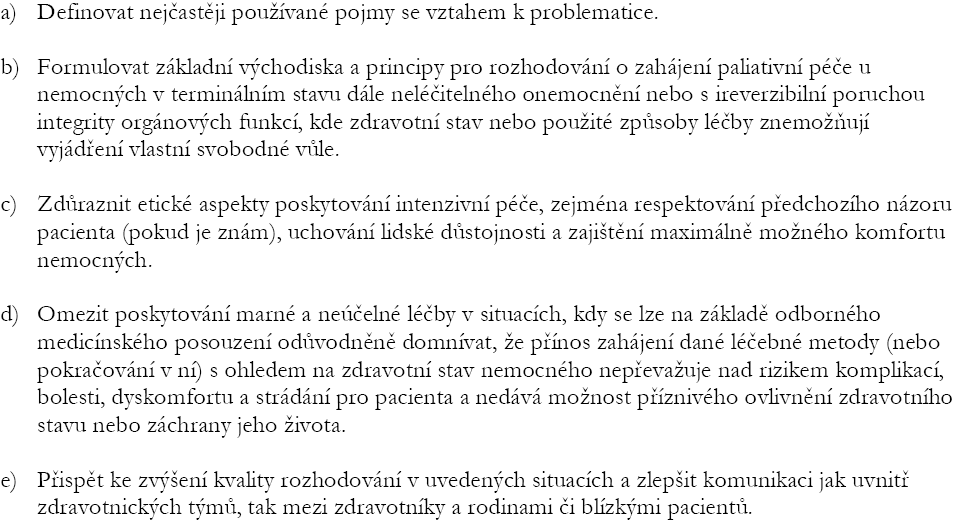 a) Definovat nejčastěji používané pojmy se vztahem k problematice.
b) Formulovat základní východiska a principy pro rozhodování o zahájení paliativní péče u
nemocných v terminálním stavu dále neléčitelného onemocnění nebo s ireverzibilní poruchou
integrity orgánových funkcí, kde zdravotní stav nebo použité způsoby léčby znemožňují
vyjádření vlastní svobodné vůle.
c) Zdůraznit etické aspekty poskytování intenzivní péče, zejména respektování předchozího názoru
pacienta (pokud je znám), uchování lidské důstojnosti a zajištění maximálně možného komfortu
nemocných.
d) Omezit poskytování marné a neúčelné léčby v situacích, kdy se lze na základě odborného
medicínského posouzení odůvodněně domnívat, že přínos zahájení dané léčebné metody (nebo
pokračování v ní) s ohledem na zdravotní stav nemocného nepřevažuje nad rizikem komplikací,
bolesti, dyskomfortu a strádání pro pacienta a nedává možnost příznivého ovlivnění zdravotního
stavu nebo záchrany jeho života.
e) Přispět ke zvýšení kvality rozhodování v uvedených situacích a zlepšit komunikaci jak uvnitř
zdravotnických týmů, tak mezi zdravotníky a rodinami či blízkými pacientů.